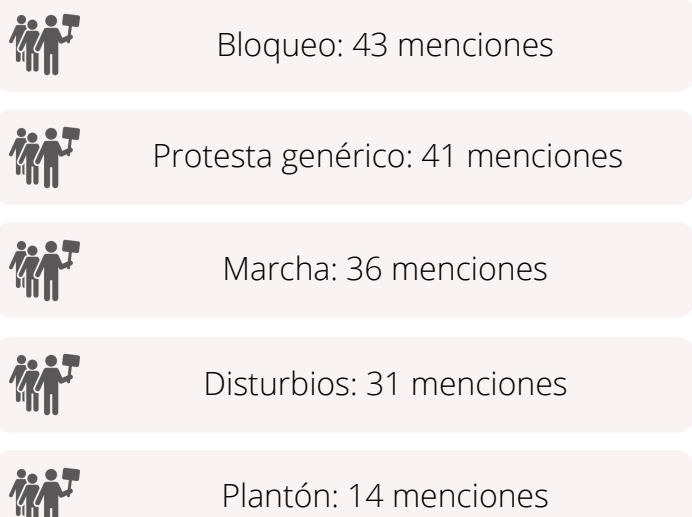 Bloqueo: 43 menciones
Protesta genérico: 41 menciones
Marcha: 36 menciones
Disturbios: 31 menciones
Plantón: 14 menciones